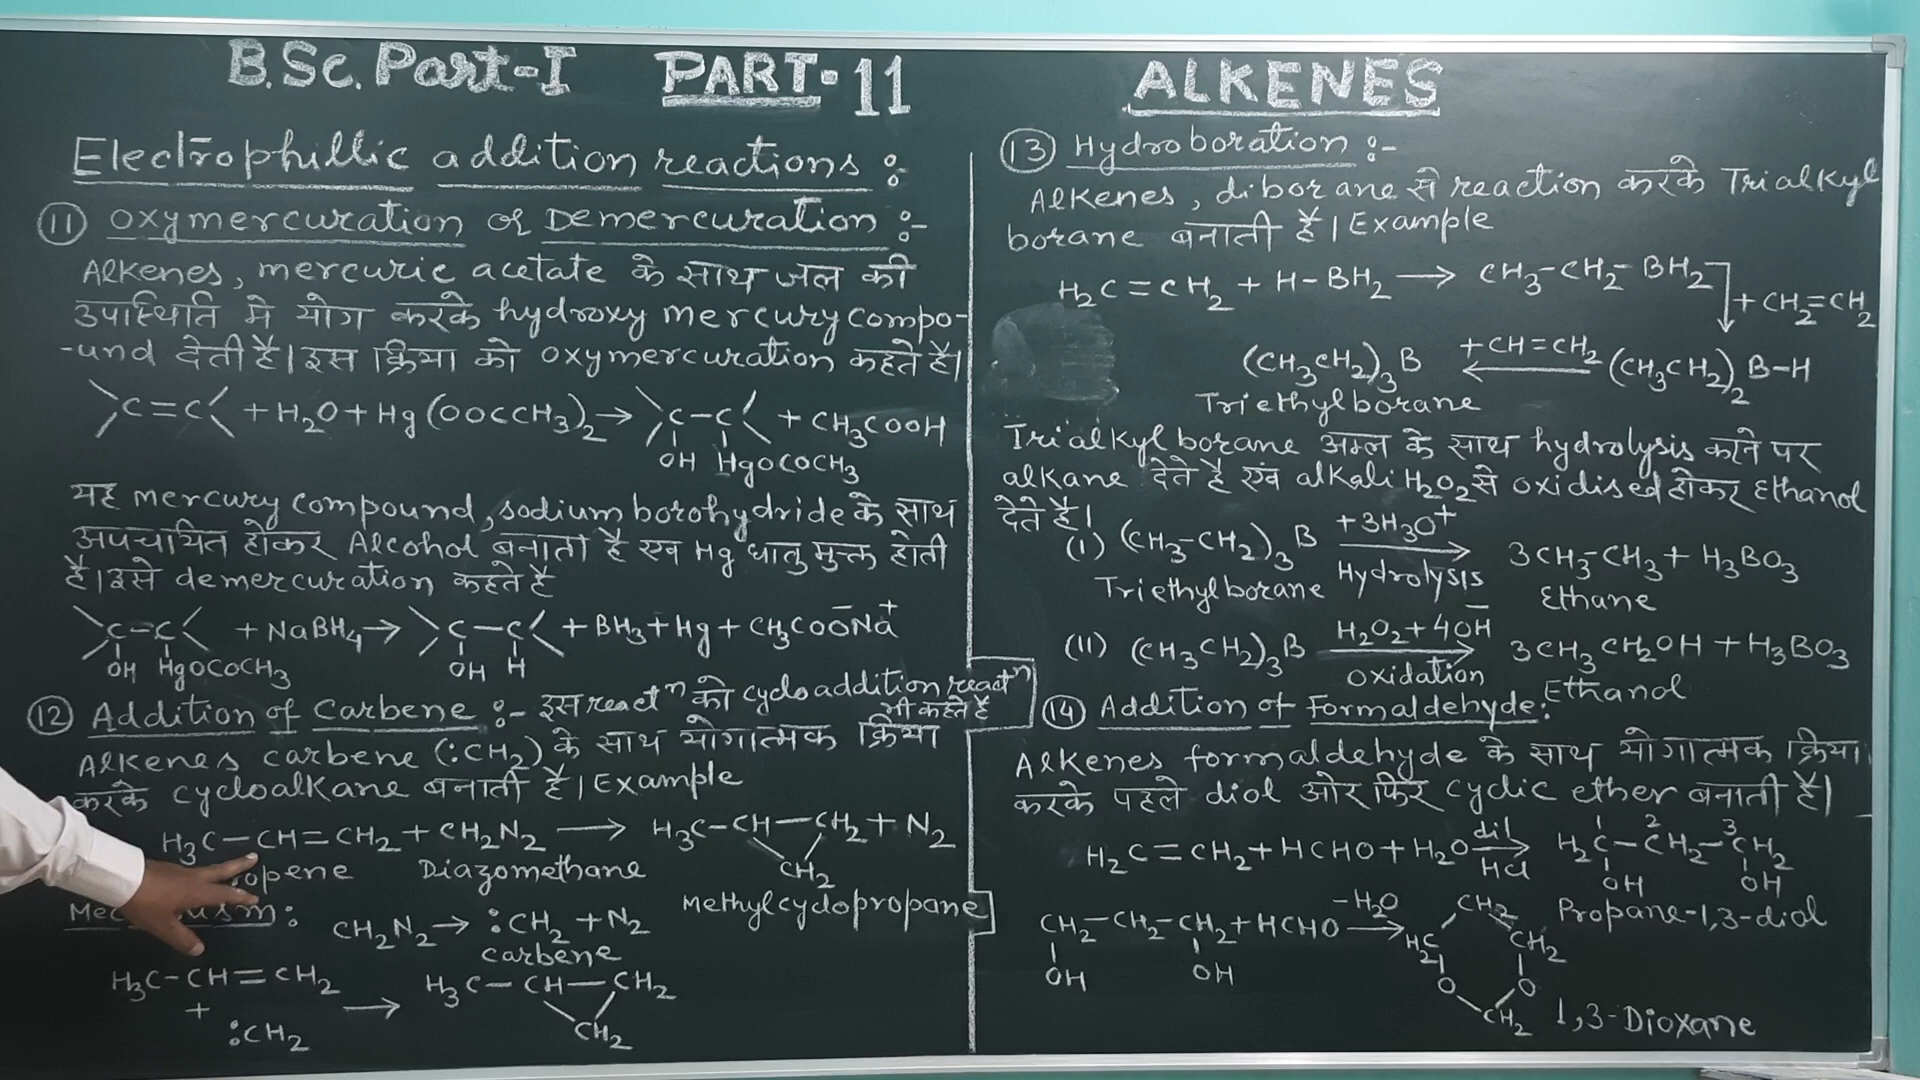 B.Sc. Part-I PART-11 ALKENES
Electrophillic addition reactions :-
(11) Oxymercuration or Demercuration :-
Alkenes, mercuric acetate के साथ जल की
उपस्थिति मे योग करके hydroxy mercury compo-
-und देती है। इस क्रिया को oxymercuration कहते है।
>C=C< + H2O + Hg(OOCCH3)2 → >C-C< + CH3COOH
OH HgOCOCH3
यह mercury compound, sodium borohydride के साथ
अपचयित होकर Alcohol बनाता है एव Hg धातु मुक्त होती
है। इसे demercuration कहते है
>C-C< + NaBH4 → >C-C< + BH3 + Hg + CH3COO⁻Na⁺
OH HgOCOCH3 OH H
(12) Addition of Carbene :- इस reactⁿ को cycloaddition reactⁿ
भी कहते है
Alkenes carbene (:CH2) के साथ योगात्मक क्रिया
करके cycloalkane बनाती है। Example
H3C-CH=CH2 + CH2N2 → H3C-CH-CH2 + N2
CH2
Diazomethane
methylcyclopropane
CH2N2 → :CH2 + N2
carbene
H3C-CH=CH2
+ → H3C-CH-CH2
:CH2 CH2
(13) Hydroboration :-
Alkenes, diborane से reaction करके Trialkyl
borane बनाती है। Example
H2C=CH2 + H-BH2 → CH3-CH2-BH2
+ CH2=CH2
(CH3CH2)3B ← +CH=CH2 (CH3CH2)2B-H
Triethylborane
Trialkyl borane अम्ल के साथ hydrolysis करने पर
alkane देते है एवं alkali H2O2 से oxidised होकर Ethanol
देते है।
(I) (CH3-CH2)3B +3H3O⁺ → 3CH3-CH3 + H3BO3
Triethylborane Hydrolysis Ethane
(II) (CH3CH2)3B H2O2+4OH⁻ → 3CH3CH2OH + H3BO3
oxidation Ethanol
(14) Addition of Formaldehyde:
Alkenes formaldehyde के साथ योगात्मक क्रिया
करके पहले diol ओर फिर cyclic ether बनाती है।
H2C=CH2 + HCHO + H2O dil HCl → H2C-CH2-CH2
1 2 3
OH OH
Propane-1,3-diol
CH2-CH2-CH2 + HCHO -H2O →
OH OH
CH2
H2C CH2
O O
CH2 1,3-Dioxane